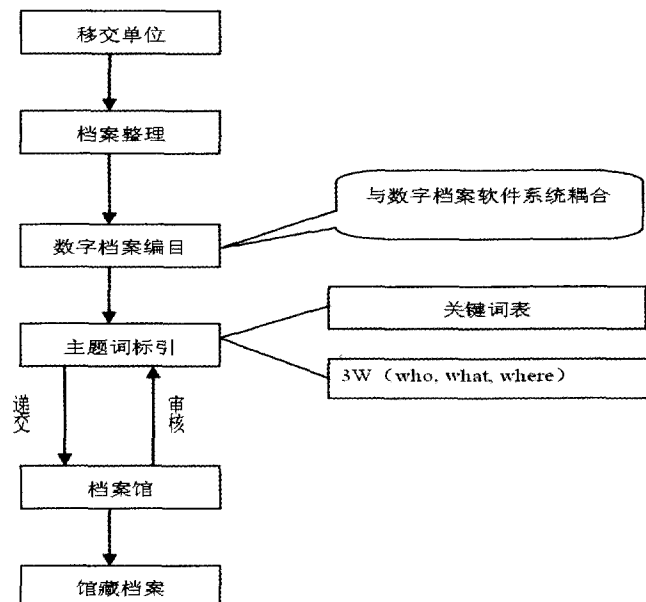 移交单位
档案整理
与数字档案软件系统耦合
数字档案编目
关键词表
主题词标引
3W（who, what, where）
递交
审核
档案馆
馆藏档案